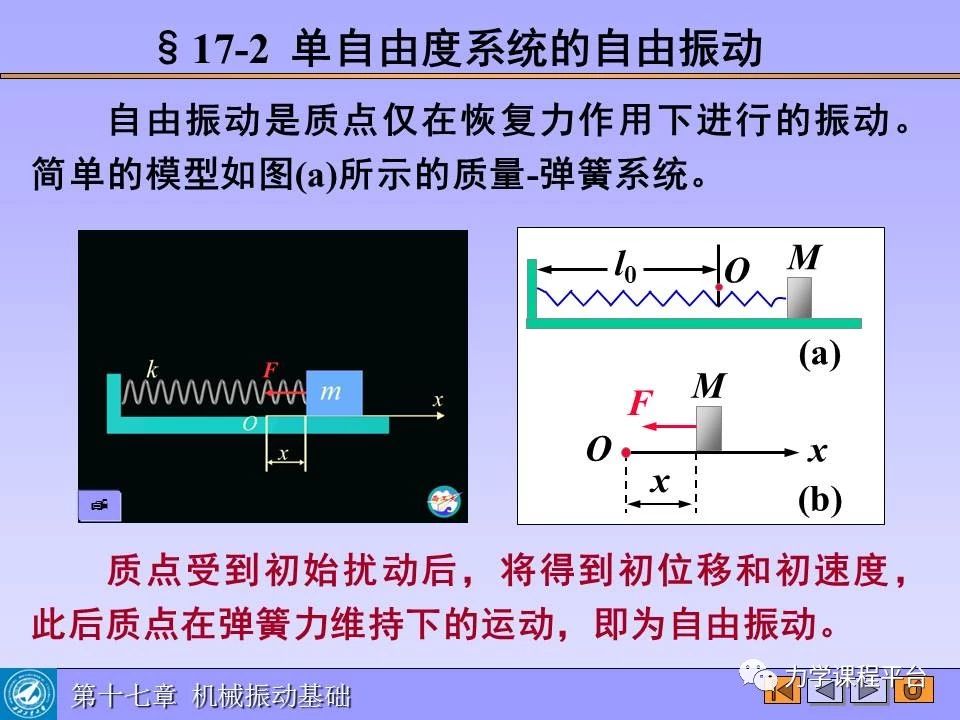 §17-2 单自由度系统的自由振动
自由振动是质点仅在恢复力作用下进行的振动。
简单的模型如图(a)所示的质量-弹簧系统。
k
F
m
x
O
x
l0
O
M
(a)
F
M
O
x
x
(b)
质点受到初始扰动后，将得到初位移和初速度，
此后质点在弹簧力维持下的运动，即为自由振动。
第十七章 机械振动基础
力学课程平台